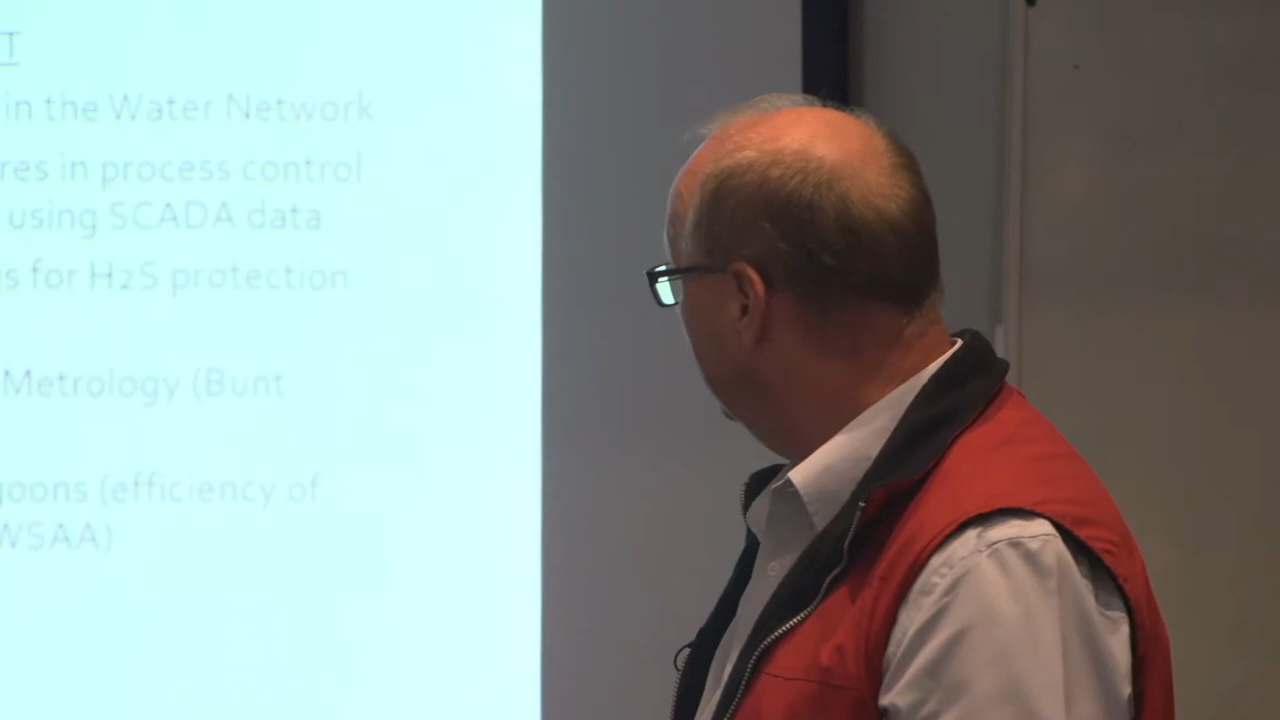 T
in the Water Network
res in process control
using SCADA data
s for H2S protection
Metrology (Bunt
goons (efficiency of
WSAA)